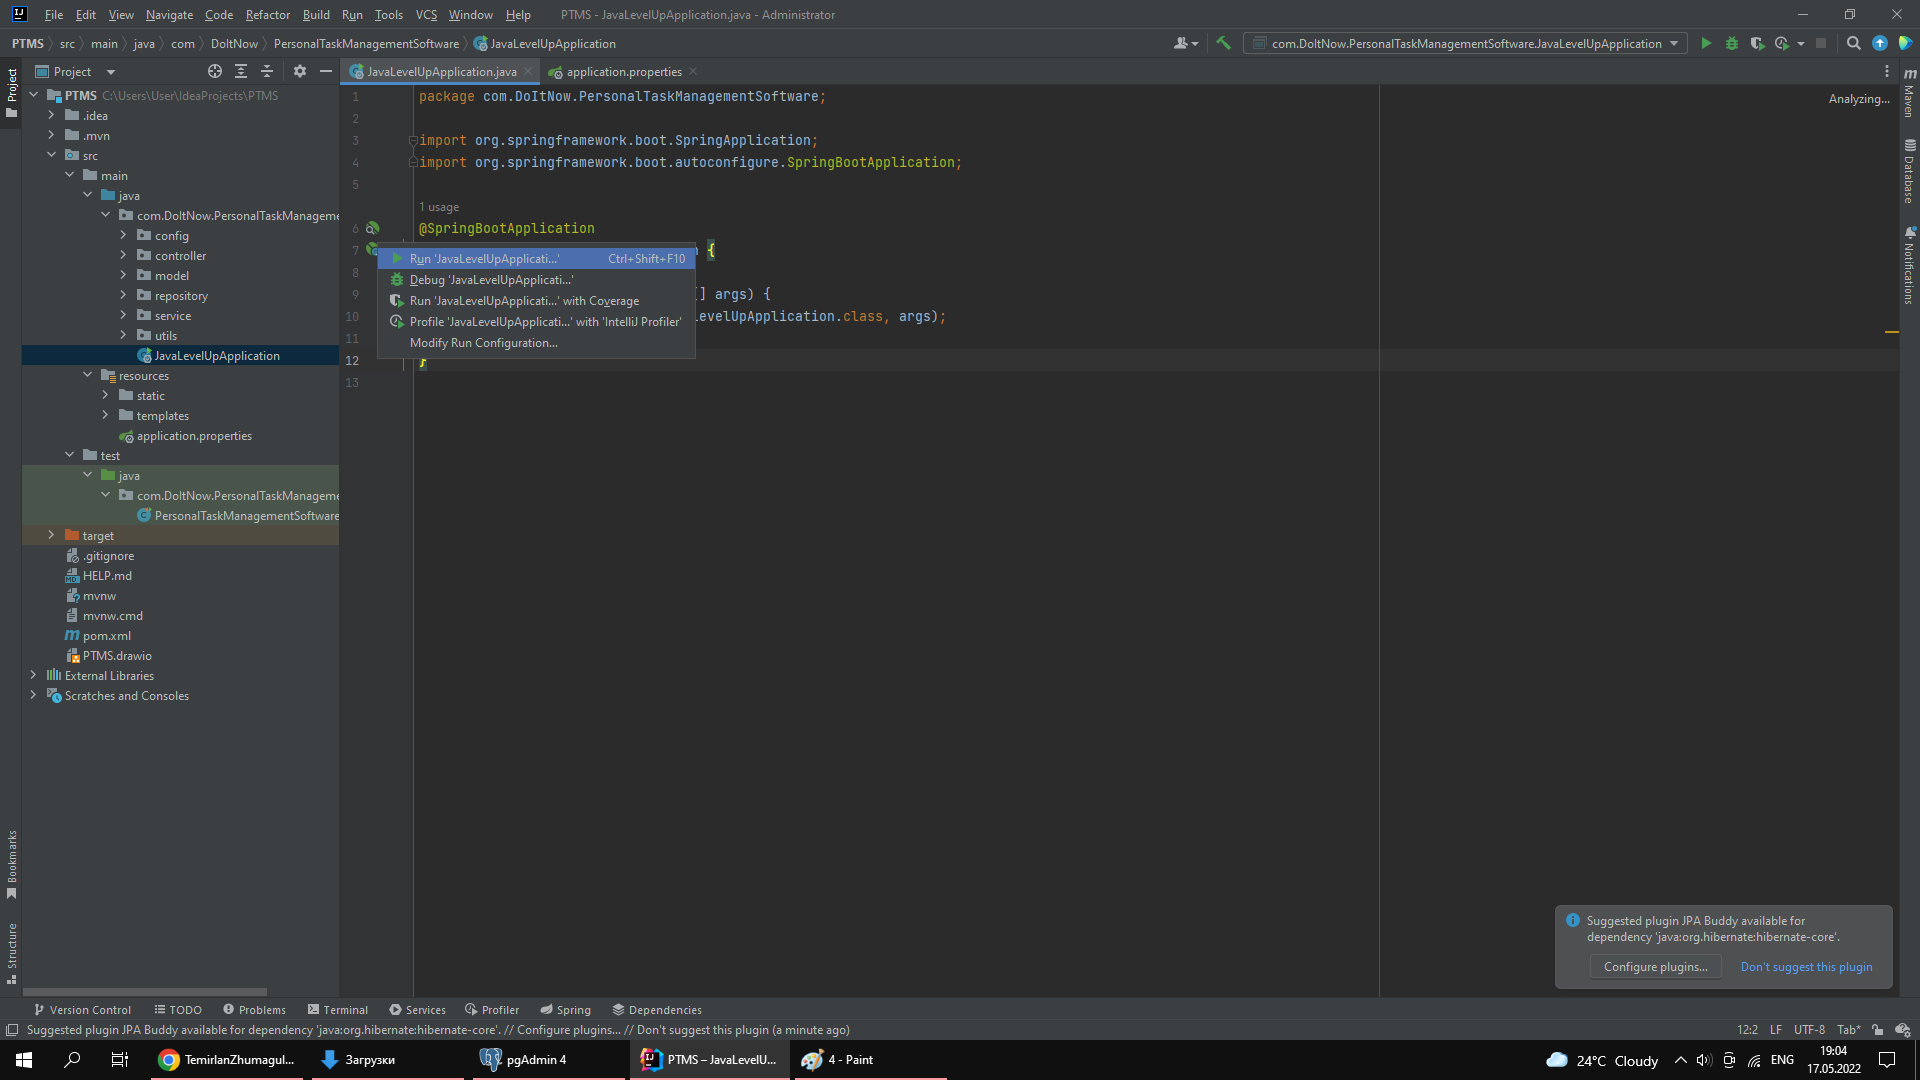 File Edit View Navigate Code Refactor Build Run Tools VCS Window Help PTMS - JavaLevelUpApplication.java - Administrator
PTMS src main java com DoItNow PersonalTaskManagementSoftware JavaLevelUpApplication
com.DoItNow.PersonalTaskManagementSoftware.JavaLevelUpApplication
Project
JavaLevelUpApplication.java
application.properties
PTMS C:\Users\User\IdeaProjects\PTMS
.idea
.mvn
src
main
java
com.DoItNow.PersonalTaskManageme
config
controller
model
repository
service
utils
JavaLevelUpApplication
resources
static
templates
application.properties
test
java
com.DoItNow.PersonalTaskManageme
PersonalTaskManagementSoftware
target
.gitignore
HELP.md
mvnw
mvnw.cmd
pom.xml
PTMS.drawio
External Libraries
Scratches and Consoles
Project
Bookmarks
Structure
1 package com.DoItNow.PersonalTaskManagementSoftware;
2
3 import org.springframework.boot.SpringApplication;
4 import org.springframework.boot.autoconfigure.SpringBootApplication;
5
1 usage
6 @SpringBootApplication
7 {
8
9 [] args) {
10 LevelUpApplication.class, args);
11
12 }
13
Run 'JavaLevelUpApplicati...' Ctrl+Shift+F10
Debug 'JavaLevelUpApplicati...'
Run 'JavaLevelUpApplicati...' with Coverage
Profile 'JavaLevelUpApplicati...' with 'IntelliJ Profiler'
Modify Run Configuration...
Analyzing...
Maven
Database
Notifications
Suggested plugin JPA Buddy available for
dependency 'java:org.hibernate:hibernate-core'.
Configure plugins... Don't suggest this plugin
Version Control TODO Problems Terminal Services Profiler Spring Dependencies
Suggested plugin JPA Buddy available for dependency 'java:org.hibernate:hibernate-core'. // Configure plugins... // Don't suggest this plugin (a minute ago)
12:2 LF UTF-8 Tab*
TemirlanZhumagul...
Загрузки
pgAdmin 4
PTMS – JavaLevelU...
4 - Paint
24°C Cloudy
ENG
19:04
17.05.2022